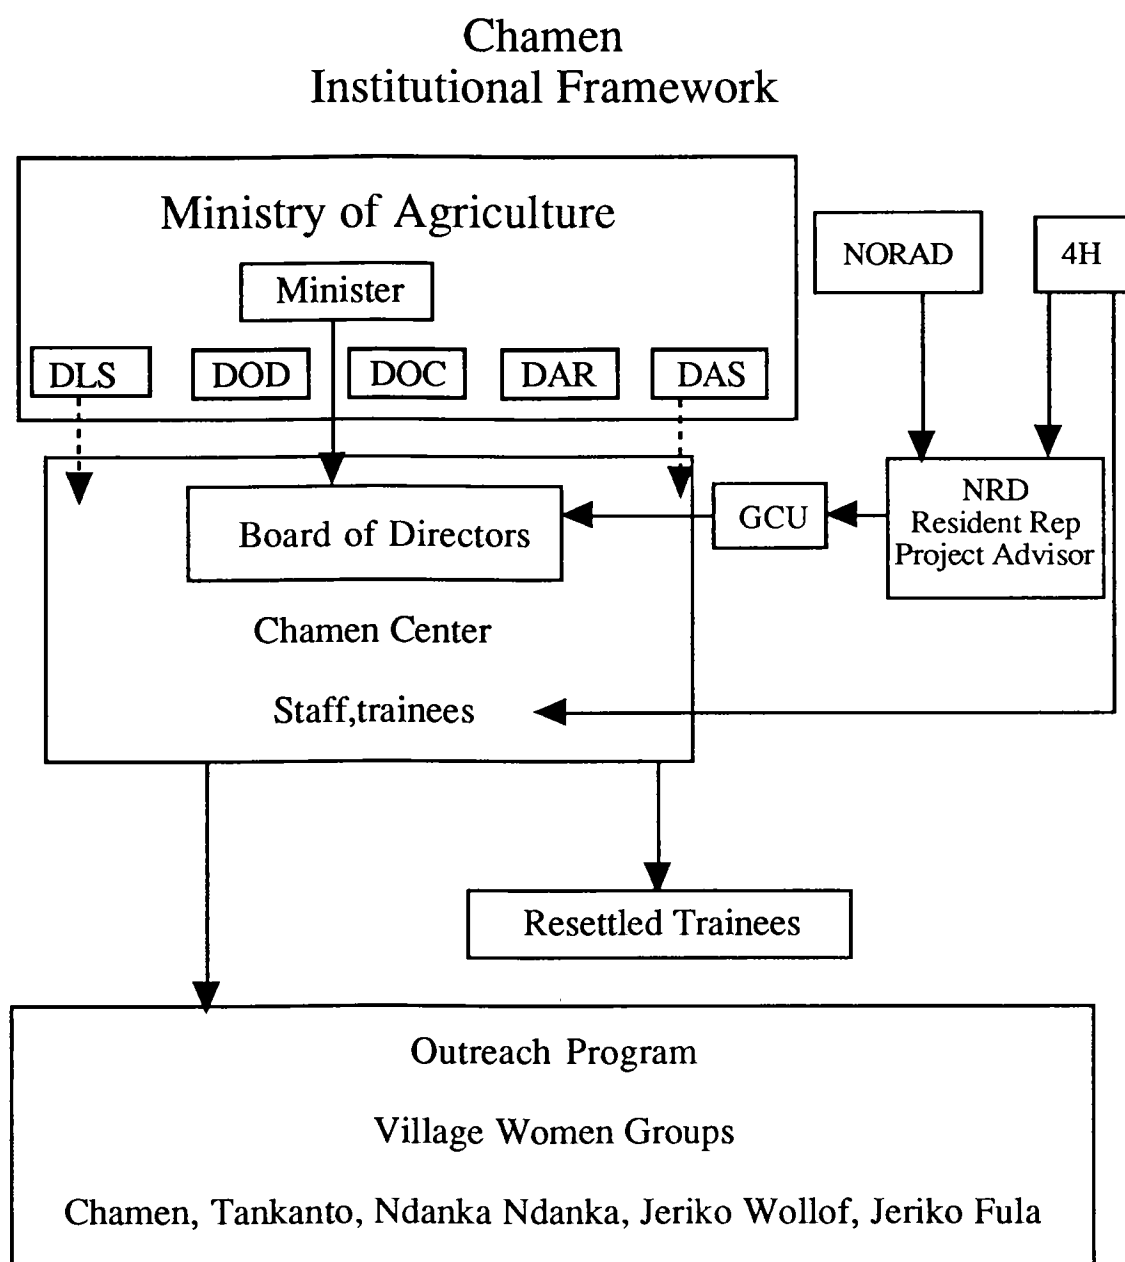 Chamen
Institutional Framework
Ministry of Agriculture
NORAD
4H
Minister
DLS
DOD
DOC
DAR
DAS
Board of Directors
GCU
NRD
Resident Rep
Project Advisor
Chamen Center
Staff,trainees
Resettled Trainees
Outreach Program
Village Women Groups
Chamen, Tankanto, Ndanka Ndanka, Jeriko Wollof, Jeriko Fula